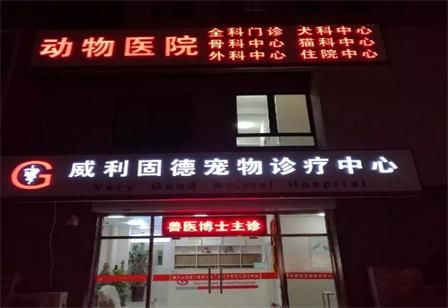 动物医院
全科门诊 犬科中心
骨科中心 猫科中心
外科中心 住院中心
威利固德宠物诊疗中心
Very Good Animal Hospital
兽医博士主诊